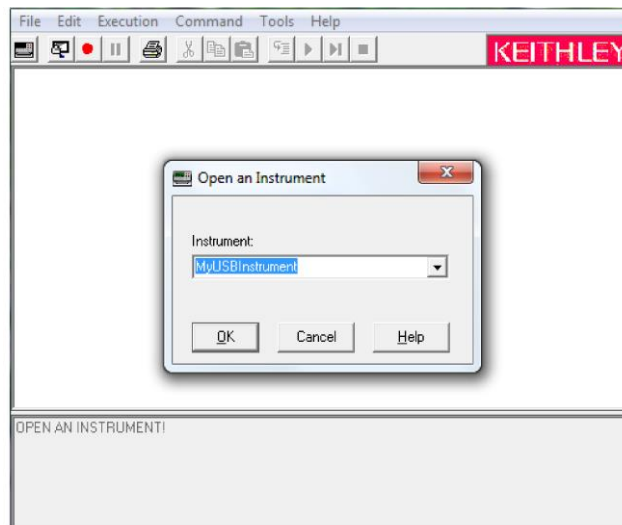 File Edit Execution Command Tools Help
KEITHLEY
Open an Instrument
Instrument:
MyUSBInstrument
OK Cancel Help
OPEN AN INSTRUMENT!